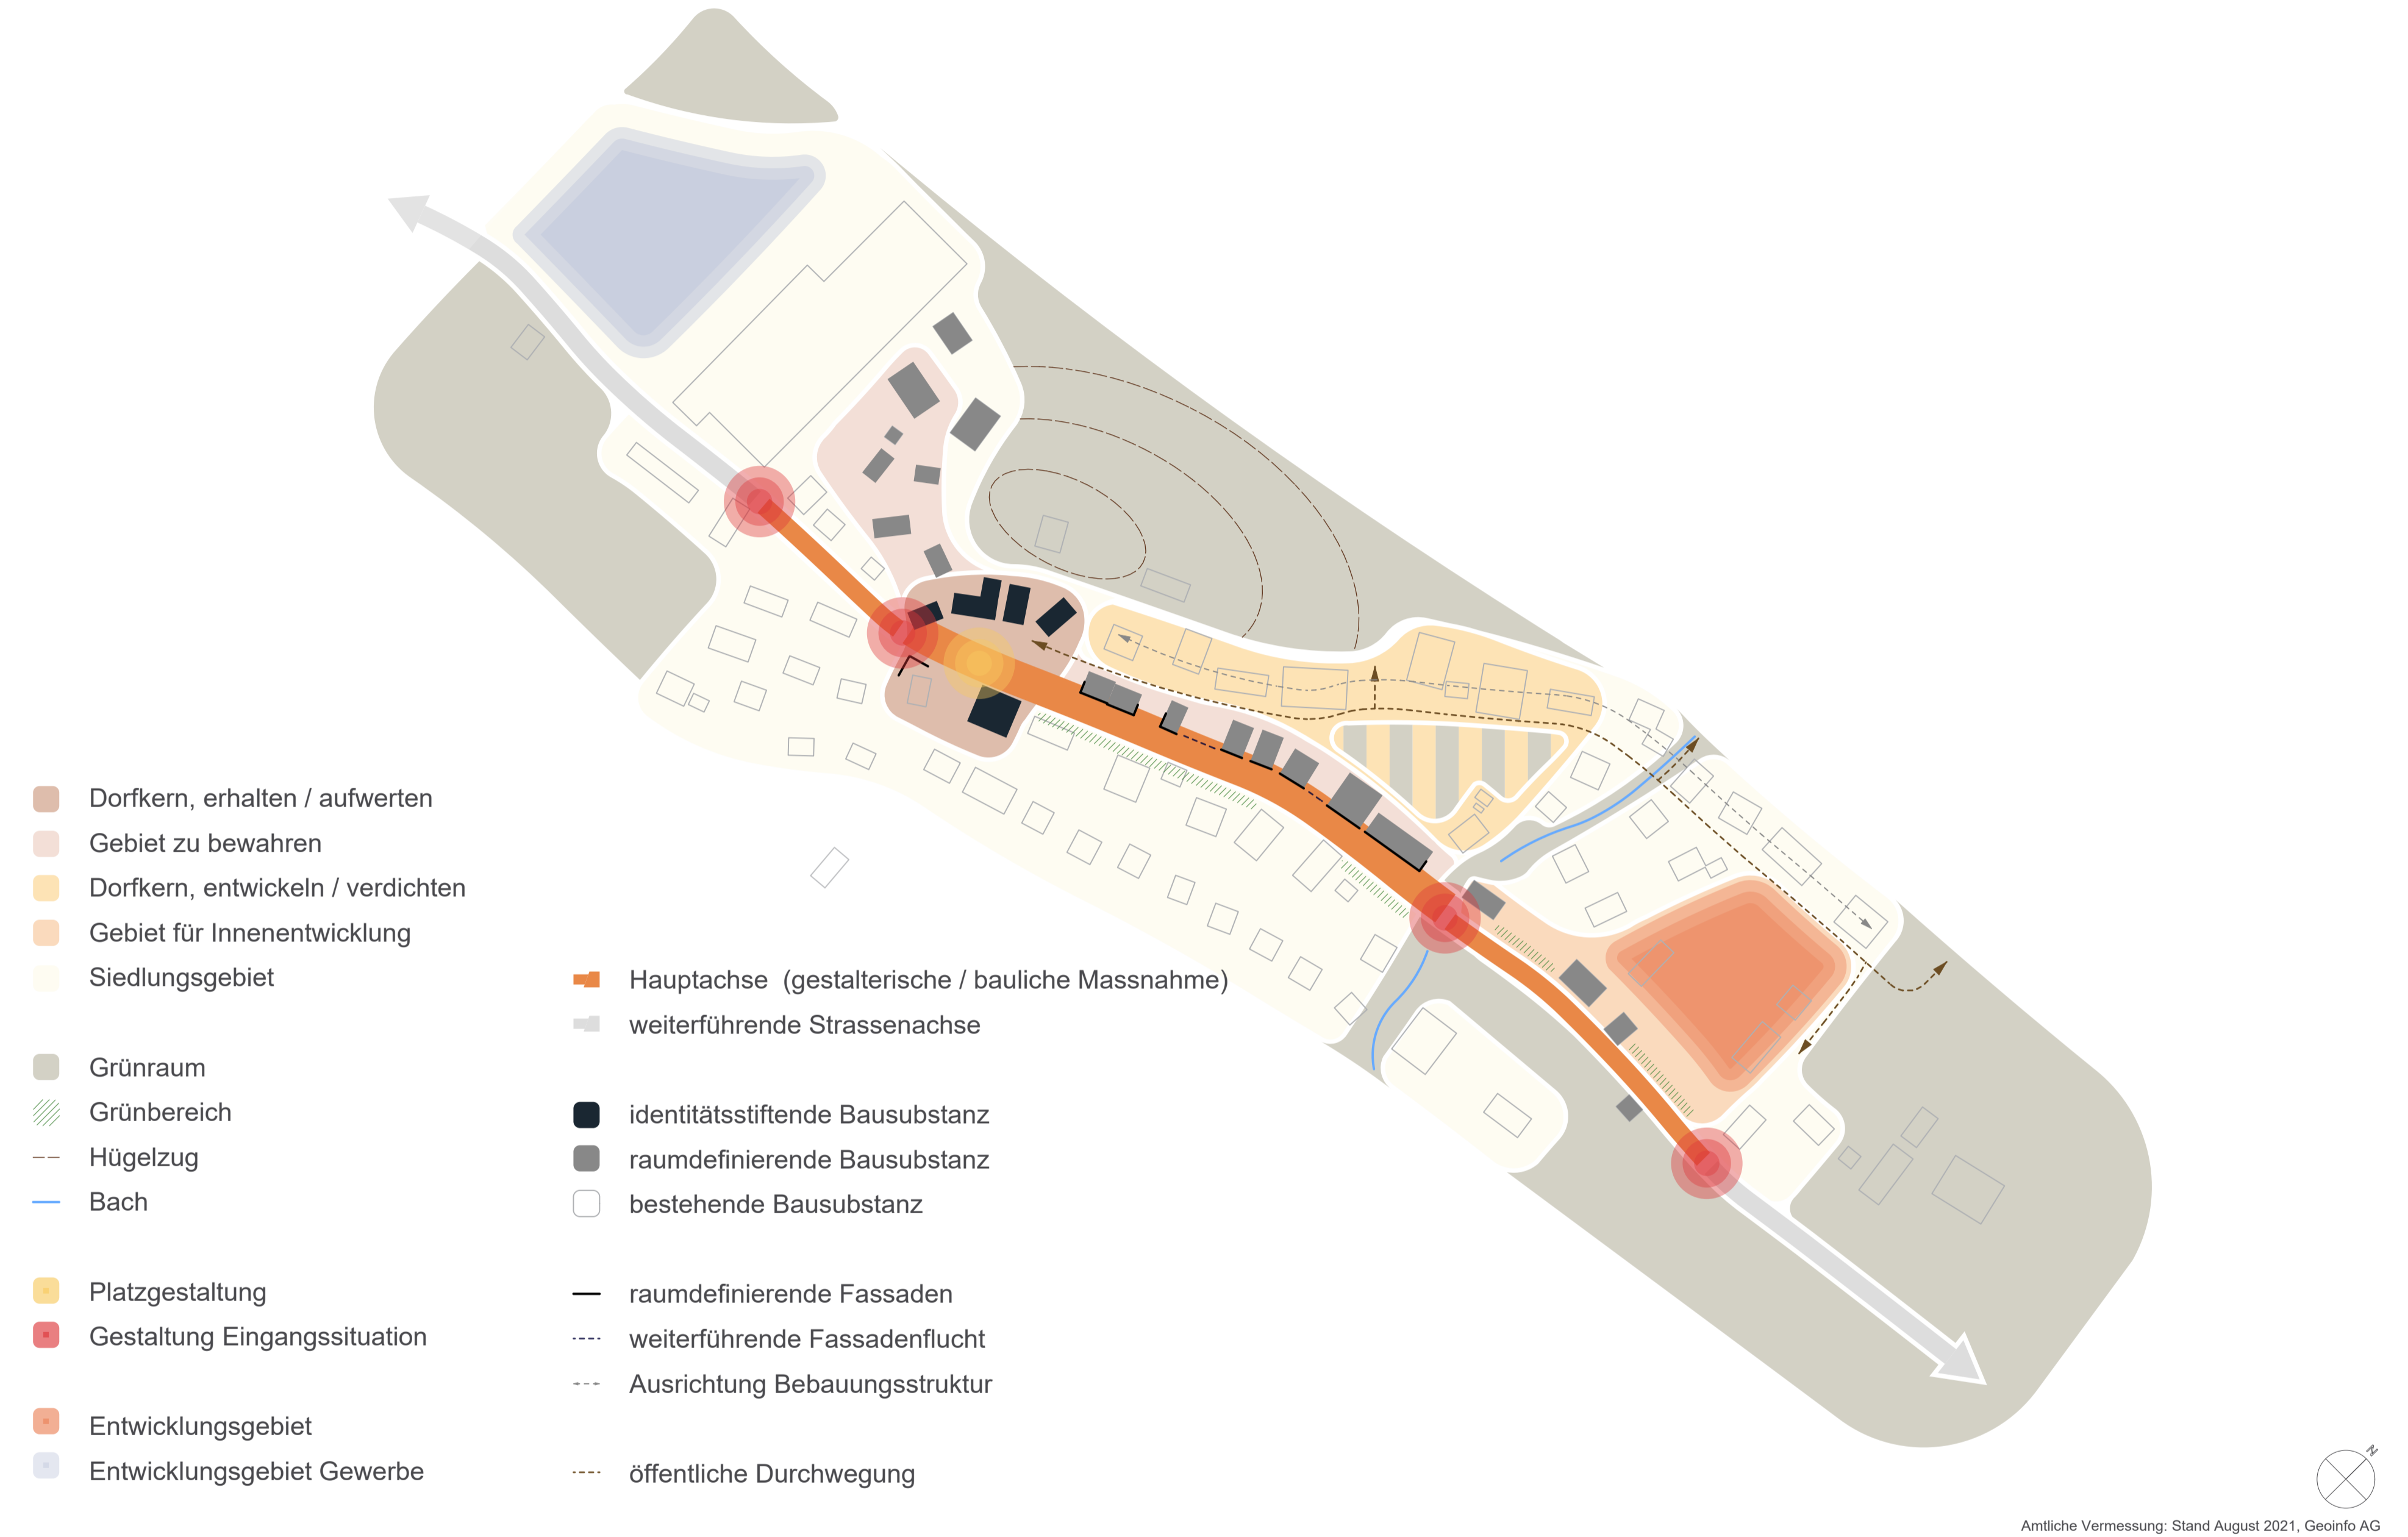 Dorfkern, erhalten / aufwerten
Gebiet zu bewahren
Dorfkern, entwickeln / verdichten
Gebiet für Innenentwicklung
Siedlungsgebiet
Grünraum
Grünbereich
Hügelzug
Bach
Platzgestaltung
Gestaltung Eingangssituation
Entwicklungsgebiet
Entwicklungsgebiet Gewerbe
Hauptachse (gestalterische / bauliche Massnahme)
weiterführende Strassenachse
identitätsstiftende Bausubstanz
raumdefinierende Bausubstanz
bestehende Bausubstanz
raumdefinierende Fassaden
weiterführende Fassadenflucht
Ausrichtung Bebauungsstruktur
öffentliche Durchwegung
N
Amtliche Vermessung: Stand August 2021, Geoinfo AG